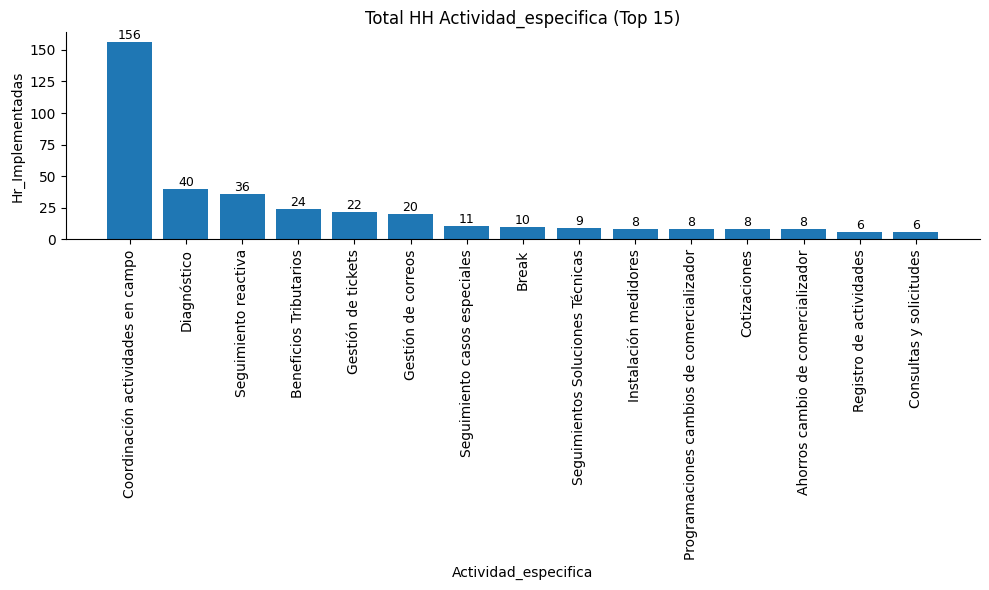 Total HH Actividad_especifica (Top 15)
Hr_Implementadas
150
125
100
75
50
25
0
156
40
36
24
22
20
11
10
9
8
8
8
8
6
6
Coordinación actividades en campo
Diagnóstico
Seguimiento reactiva
Beneficios Tributarios
Gestión de tickets
Gestión de correos
Seguimiento casos especiales
Break
Seguimientos Soluciones Técnicas
Instalación medidores
Programaciones cambios de comercializador
Cotizaciones
Ahorros cambio de comercializador
Registro de actividades
Consultas y solicitudes
Actividad_especifica